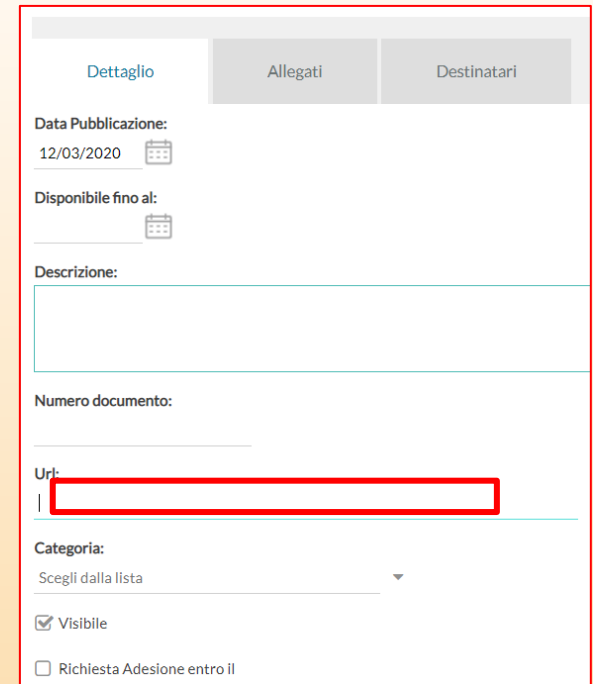 Dettaglio Allegati Destinatari
Data Pubblicazione:
12/03/2020
Disponibile fino al:
Descrizione:
Numero documento:
Url:
Categoria:
Scegli dalla lista
Visibile
Richiesta Adesione entro il